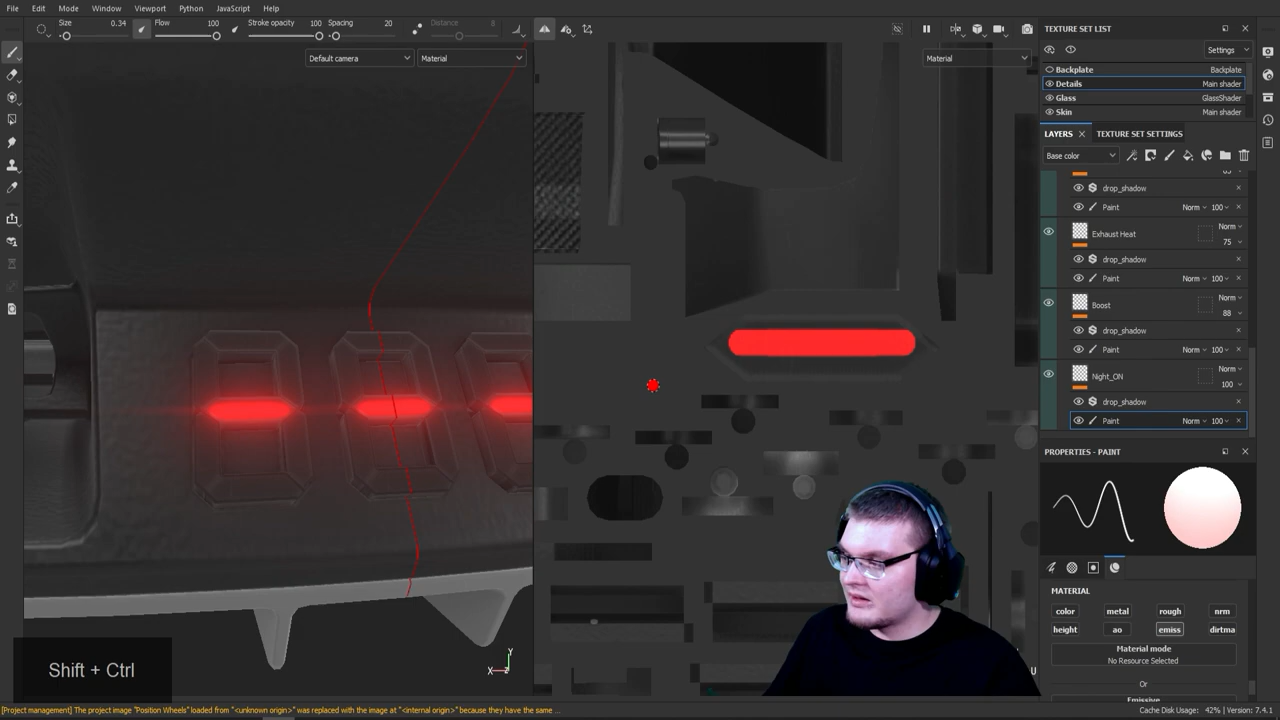 File Edit Mode Window Viewport Python JavaScript Help
Size 0.34 Flow 100 Stroke opacity 100 Spacing 20 Distance 8
Default camera Material Material
TEXTURE SET LIST
Settings
Backplate Backplate
Details Main shader
Glass GlassShader
Skin Main shader
LAYERS TEXTURE SET SETTINGS
Base color
drop_shadow
Paint Norm 100
Exhaust Heat Norm 75
drop_shadow
Paint Norm 100
Boost Norm 88
drop_shadow
Paint Norm 100
Night_ON Norm 100
drop_shadow
Paint Norm 100
PROPERTIES - PAINT
MATERIAL
color metal rough nrm
height ao emiss dirtma
Material mode
No Resource Selected
Or
Shift + Ctrl
Y
X Z
U
[Project management] The project image "Position Wheels" loaded from "<unknown origin>" was replaced with the image at "<internal origin>" because they have the same ...
Cache Disk Usage: 42% | Version: 7.4.1